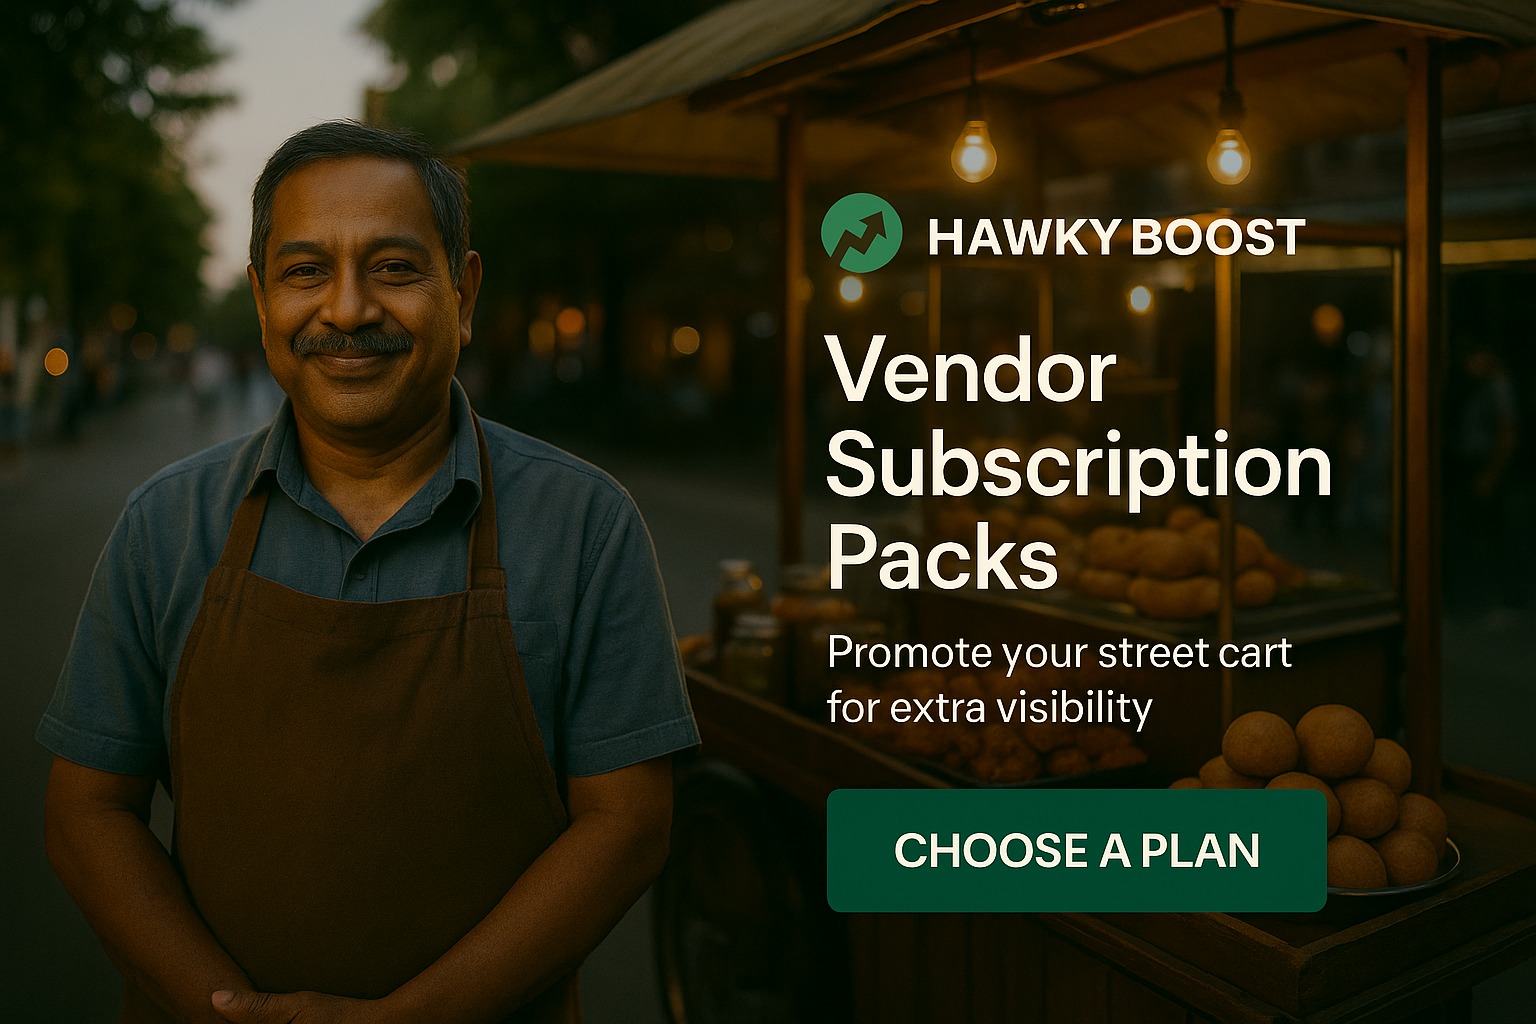 HAWKY BOOST
Vendor
Subscription
Packs
Promote your street cart
for extra visibility
CHOOSE A PLAN